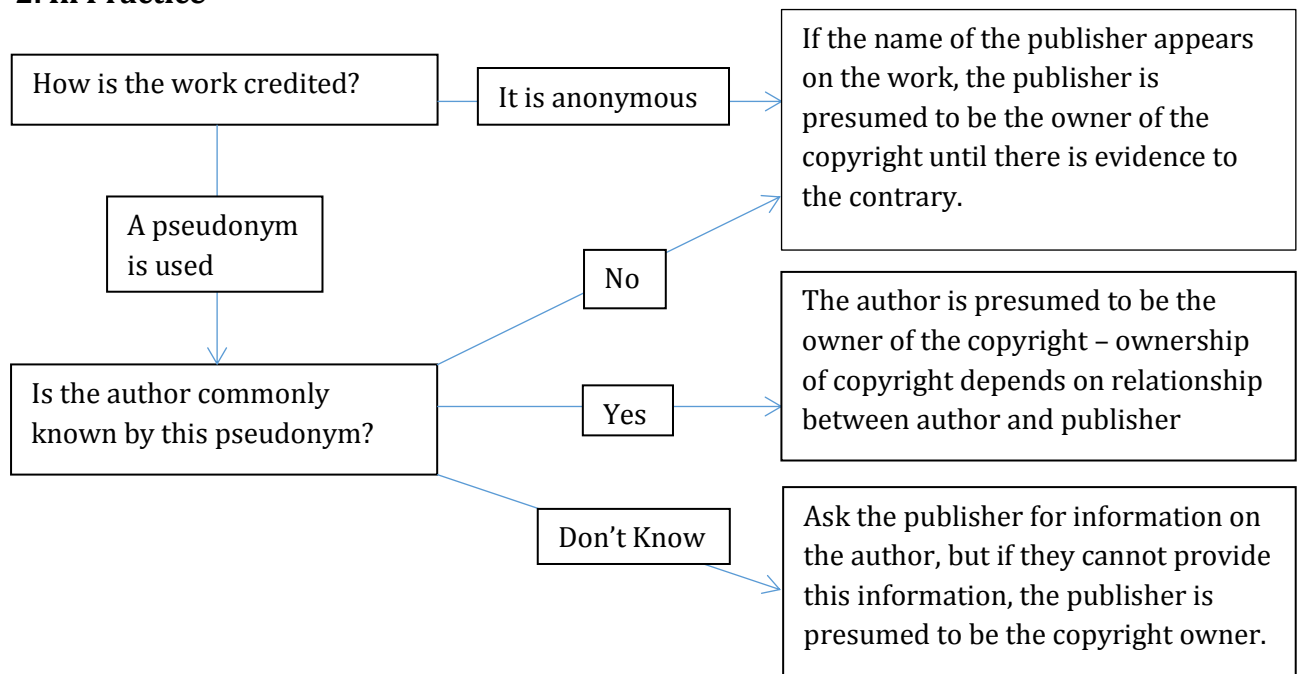 How is the work credited?
It is anonymous
If the name of the publisher appears
on the work, the publisher is
presumed to be the owner of the
copyright until there is evidence to
the contrary.
A pseudonym
is used
No
Is the author commonly
known by this pseudonym?
Yes
The author is presumed to be the
owner of the copyright – ownership
of copyright depends on relationship
between author and publisher
Don’t Know
Ask the publisher for information on
the author, but if they cannot provide
this information, the publisher is
presumed to be the copyright owner.